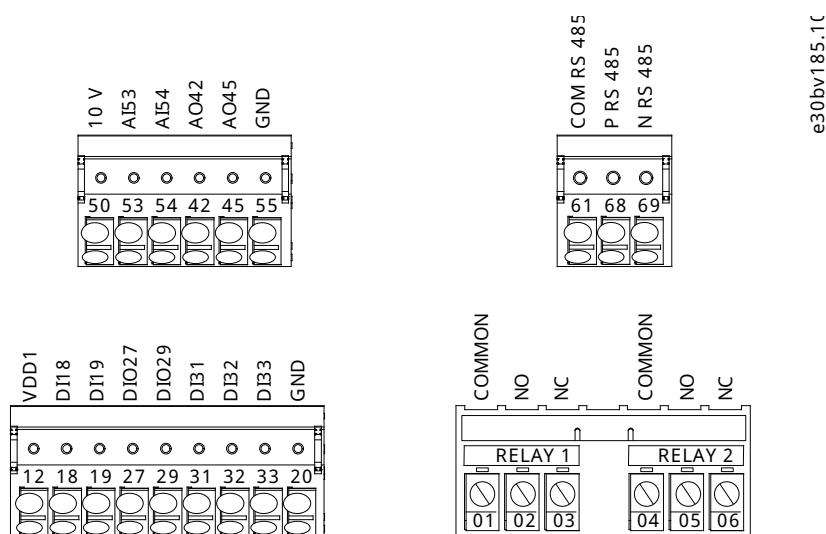 10 V
AI53
AI54
AO42
AO45
GND
50 53 54 42 45 55
COM RS 485
P RS 485
N RS 485
61 68 69
e30bv185.10
VDD1
DI18
DI19
DIO27
DIO29
DI31
DI32
DI33
GND
12 18 19 27 29 31 32 33 20
COMMON
NO
NC
COMMON
NO
NC
RELAY 1 RELAY 2
01 02 03 04 05 06